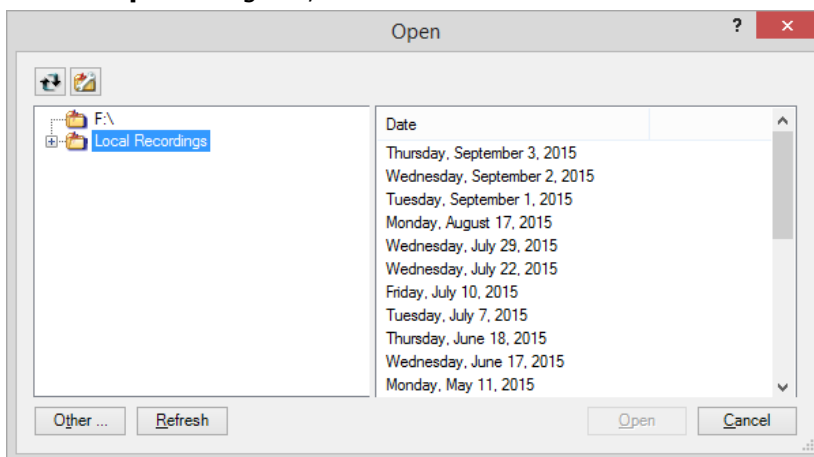 Open
?
F:\
Local Recordings
Date
Thursday, September 3, 2015
Wednesday, September 2, 2015
Tuesday, September 1, 2015
Monday, August 17, 2015
Wednesday, July 29, 2015
Wednesday, July 22, 2015
Friday, July 10, 2015
Tuesday, July 7, 2015
Thursday, June 18, 2015
Wednesday, June 17, 2015
Monday, May 11, 2015
Other ... Refresh Open Cancel